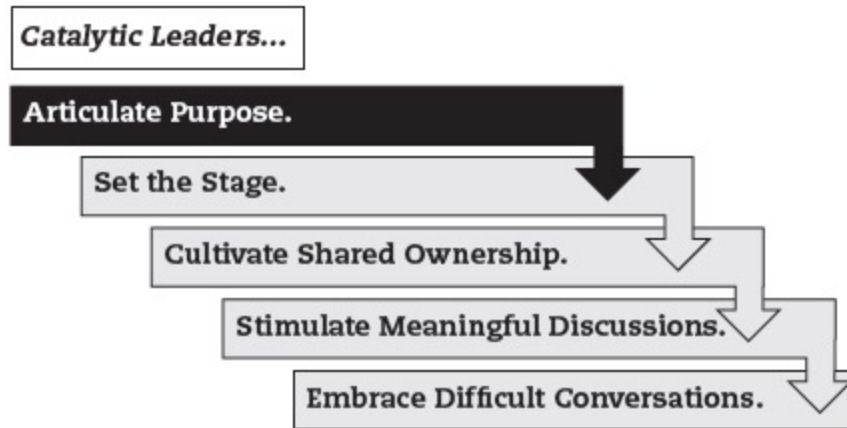 Catalytic Leaders...
Articulate Purpose.
Set the Stage.
Cultivate Shared Ownership.
Stimulate Meaningful Discussions.
Embrace Difficult Conversations.